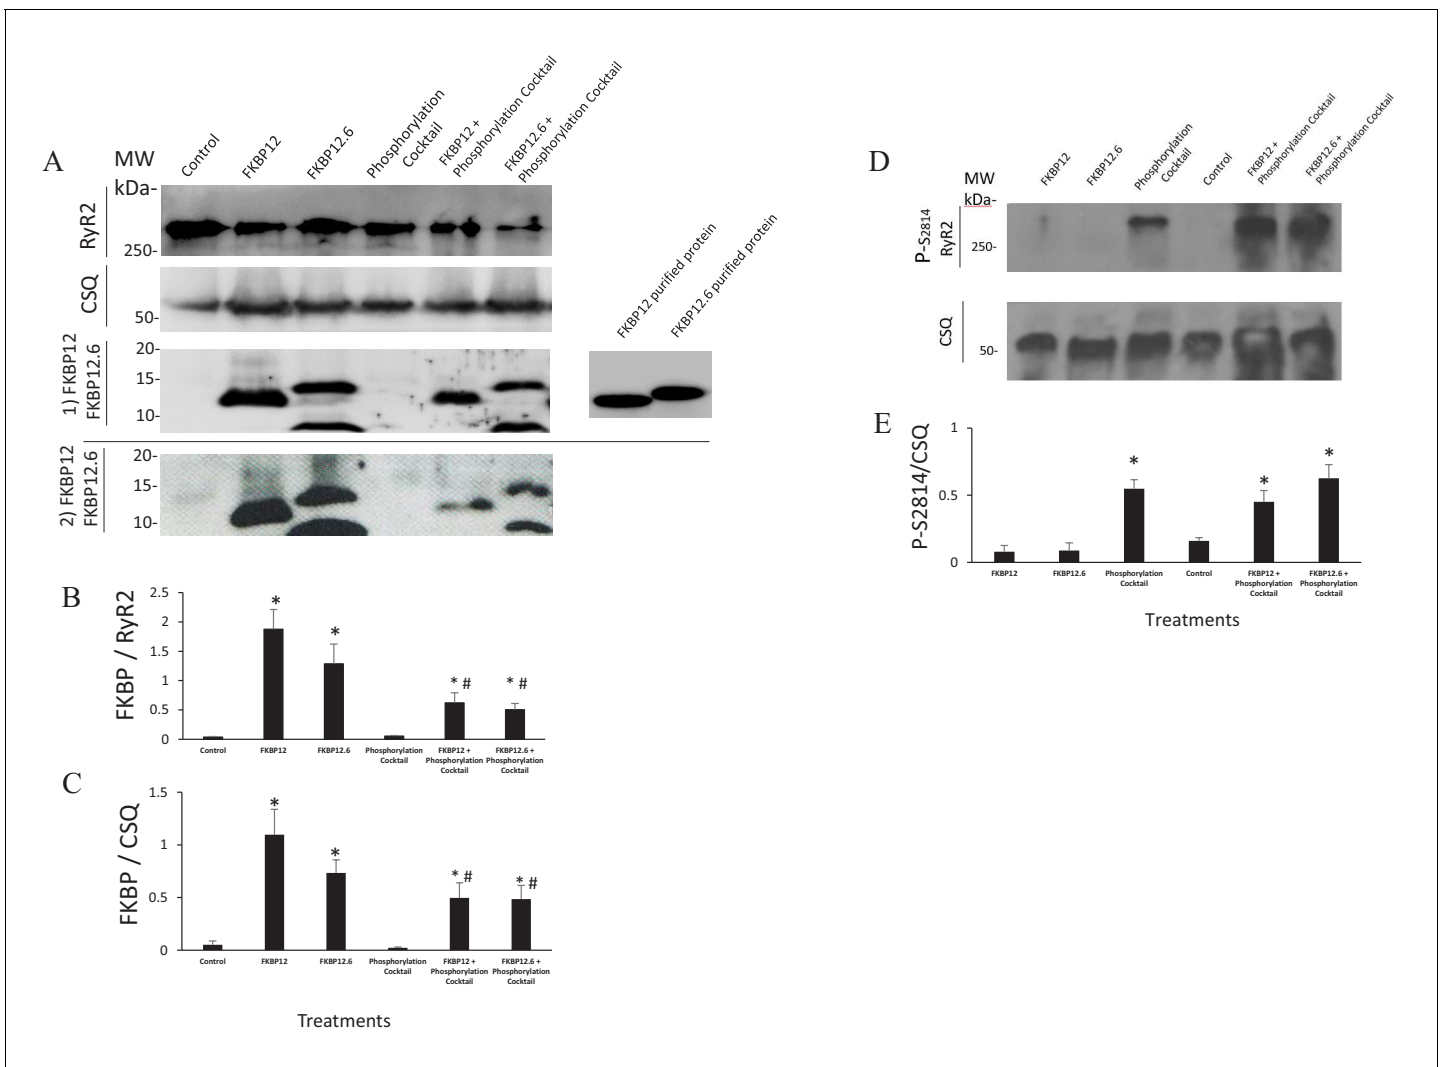 A
MW
kDa-
Control
FKBP12
FKBP12.6
Phosphorylation
Cocktail
FKBP12 +
Phosphorylation Cocktail
FKBP12.6 +
Phosphorylation Cocktail
RyR2
250-
CSQ
50-
1) FKBP12
FKBP12.6
20-
15-
10-
FKBP12 purified protein
FKBP12.6 purified protein
2) FKBP12
FKBP12.6
20-
15-
10-
B
FKBP / RyR2
2.5
2
1.5
1
0.5
0
*
*
* #
* #
Control
FKBP12
FKBP12.6
Phosphorylation
Cocktail
FKBP12 +
Phosphorylation
Cocktail
FKBP12.6 +
Phosphorylation
Cocktail
C
FKBP / CSQ
1.5
1
0.5
0
*
*
* #
* #
Control
FKBP12
FKBP12.6
Phosphorylation
Cocktail
FKBP12 +
Phosphorylation
Cocktail
FKBP12.6 +
Phosphorylation
Cocktail
Treatments
D
MW
kDa-
FKBP12
FKBP12.6
Phosphorylation
Cocktail
Control
FKBP12 +
Phosphorylation Cocktail
FKBP12.6 +
Phosphorylation Cocktail
P-S2814
RyR2
250-
CSQ
50-
E
P-S2814/CSQ
1
0.5
0
*
*
*
FKBP12
FKBP12.6
Phosphorylation
Cocktail
Control
FKBP12 +
Phosphorylation
Cocktail
FKBP12.6 +
Phosphorylation
Cocktail
Treatments